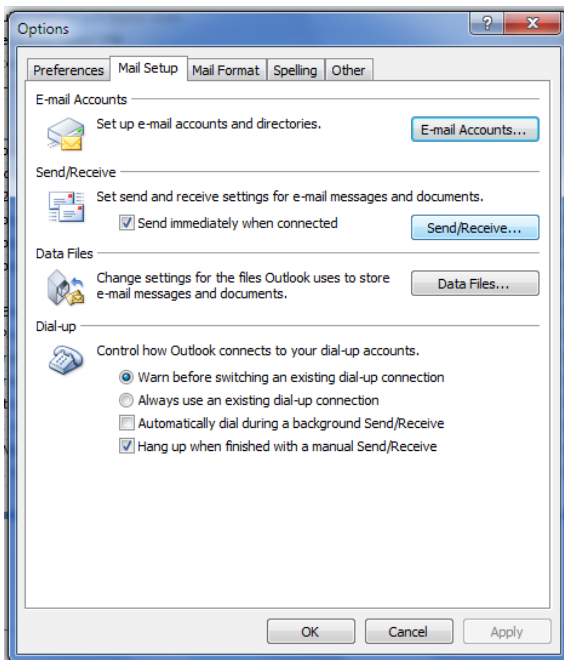 Options
Preferences Mail Setup Mail Format Spelling Other
E-mail Accounts
Set up e-mail accounts and directories.
E-mail Accounts...
Send/Receive
Set send and receive settings for e-mail messages and documents.
Send immediately when connected
Send/Receive...
Data Files
Change settings for the files Outlook uses to store
e-mail messages and documents.
Data Files...
Dial-up
Control how Outlook connects to your dial-up accounts.
Warn before switching an existing dial-up connection
Always use an existing dial-up connection
Automatically dial during a background Send/Receive
Hang up when finished with a manual Send/Receive
OK Cancel Apply